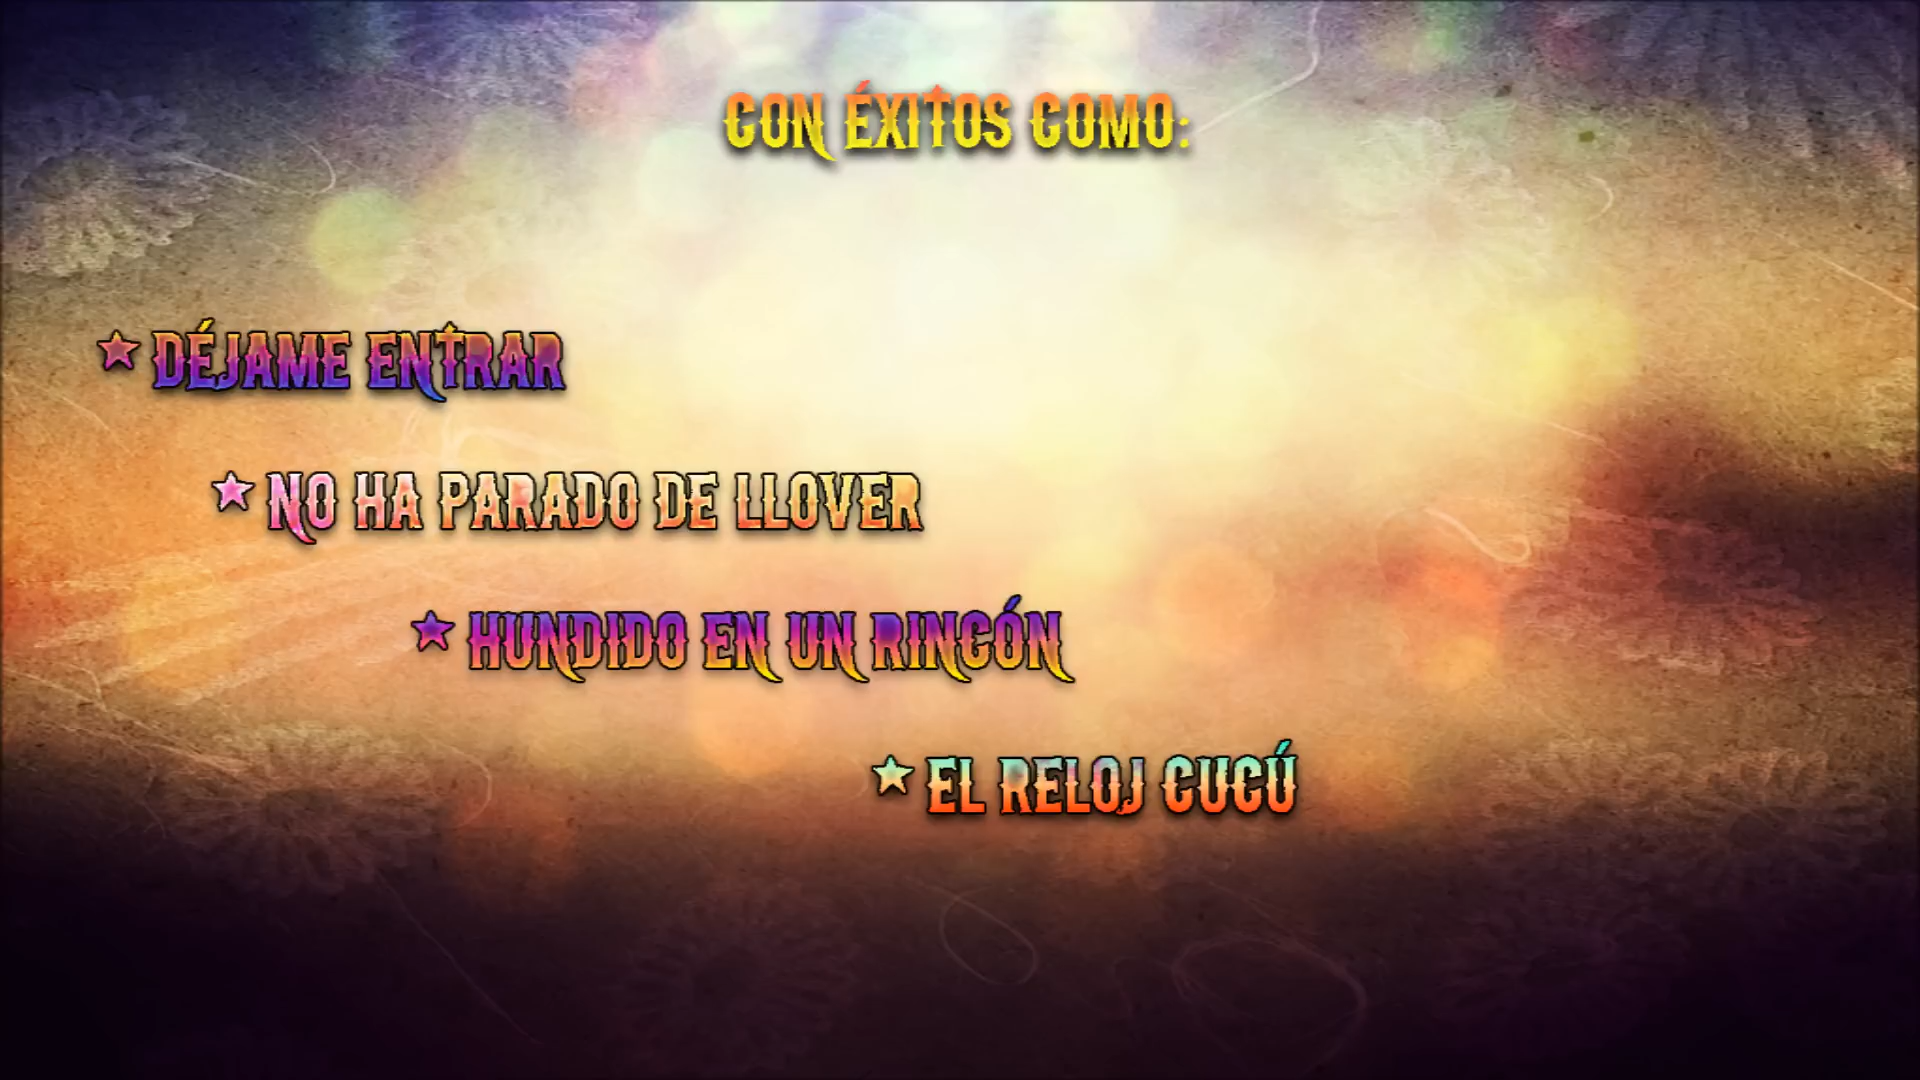 CON ÉXITOS COMO:
* DÉJAME ENTRAR
* NO HA PARADO DE LLOVER
* HUNDIDO EN UN RINCÓN
* EL RELOJ CUCÚ